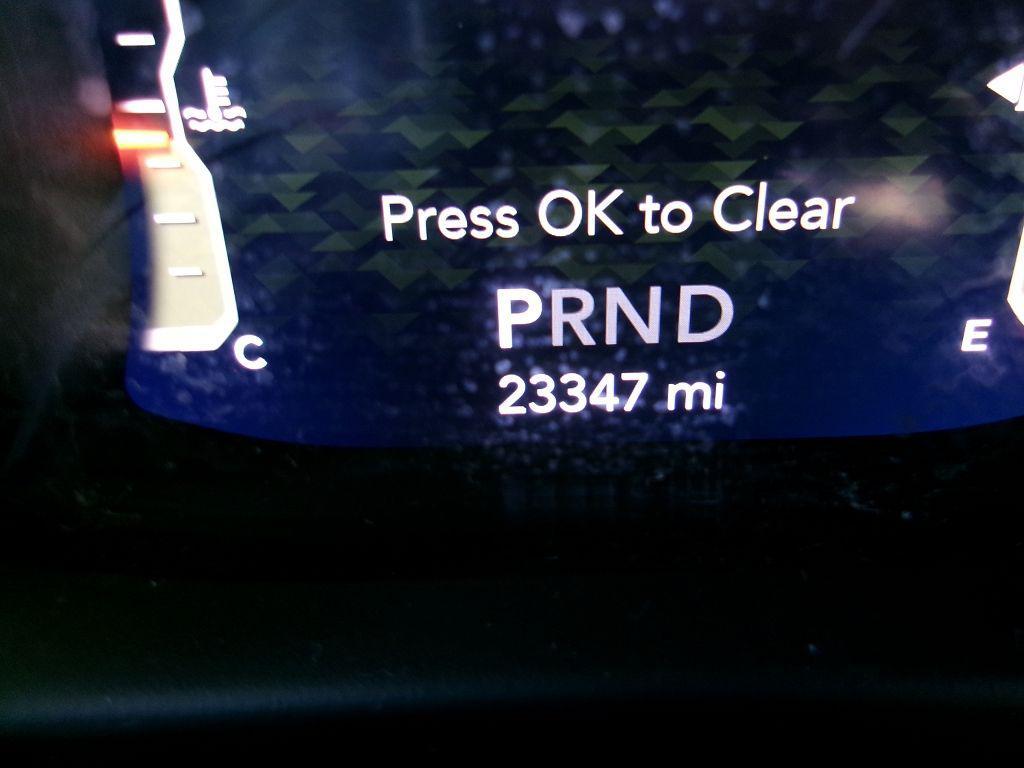 Press OK to Clear
PRND
C
E
23347 mi